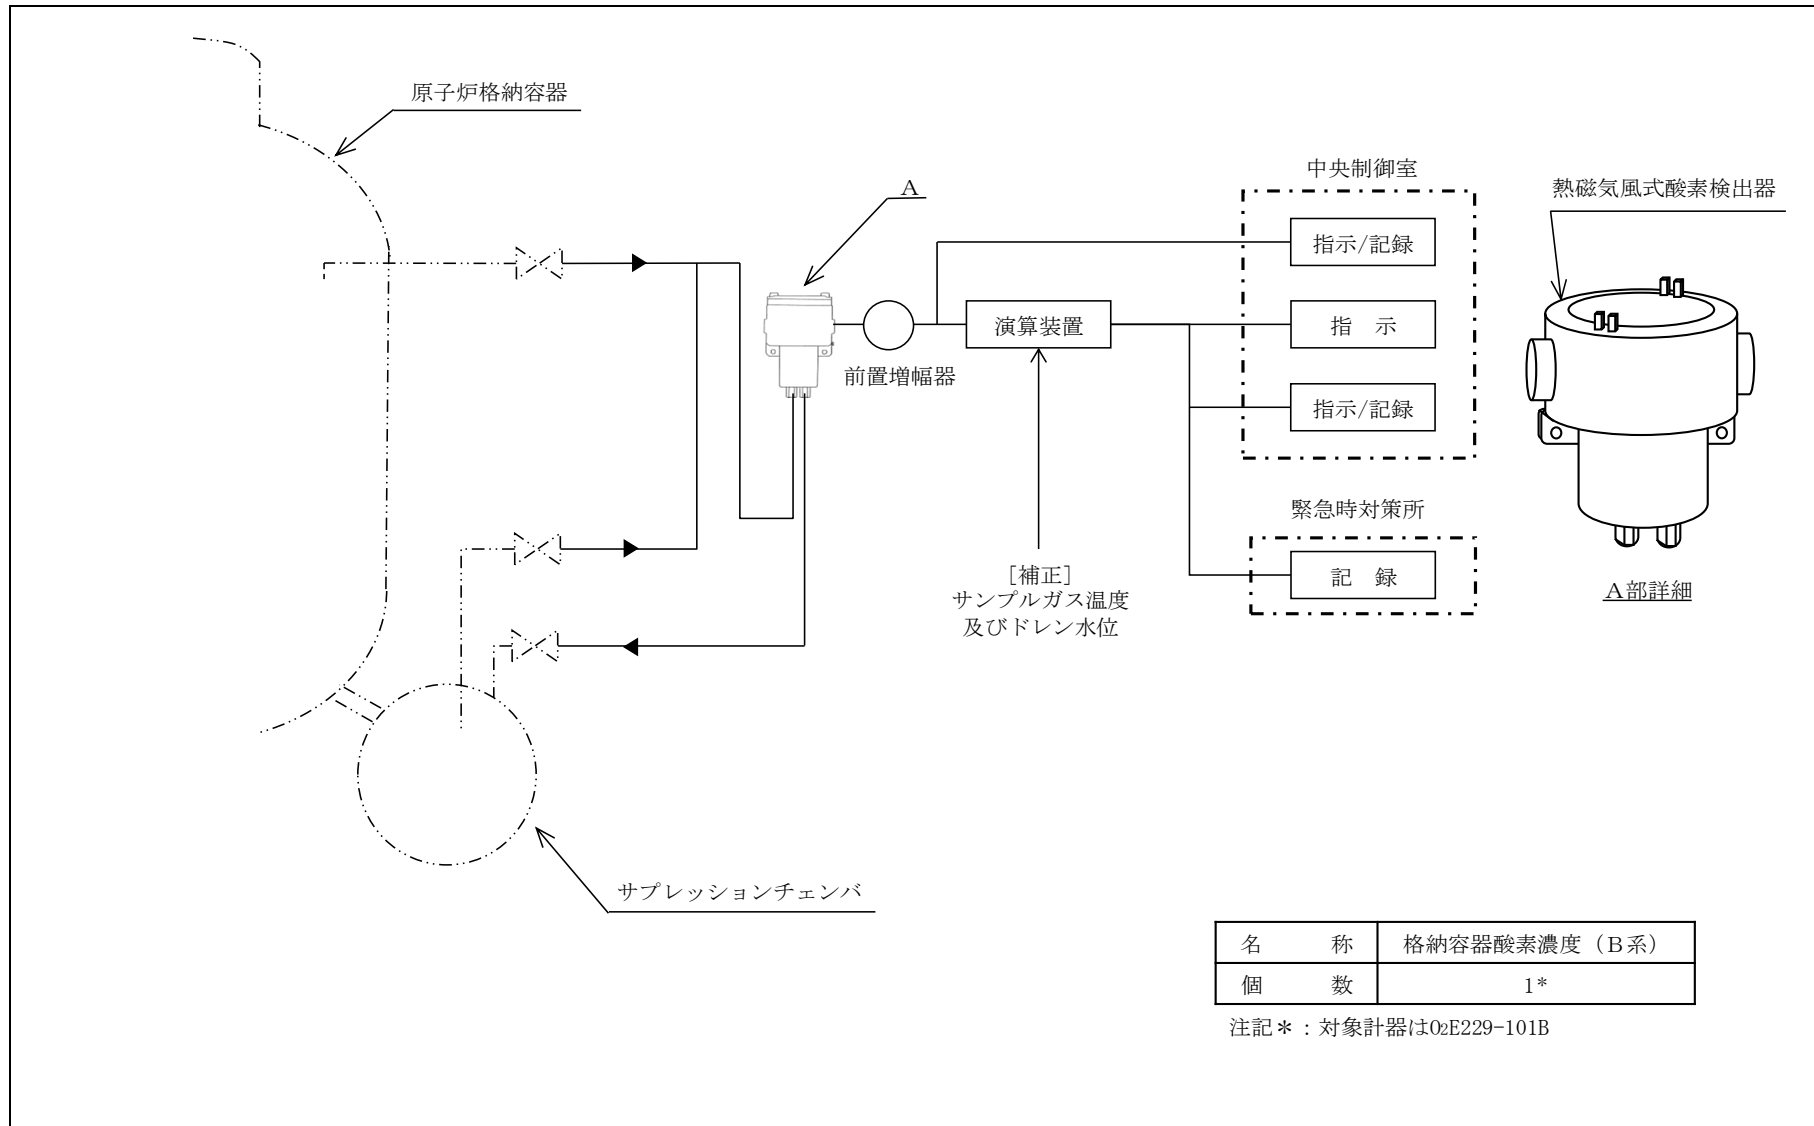 原子炉格納容器
A
中央制御室
熱磁気風式酸素検出器
指示/記録
演算装置
指　示
前置増幅器
指示/記録
緊急時対策所
[補正]
サンプルガス温度
及びドレン水位
記　録
A部詳細
サプレッションチェンバ
名　称　格納容器酸素濃度（B系）
個　数　1*
注記＊：対象計器はO2E229-101B